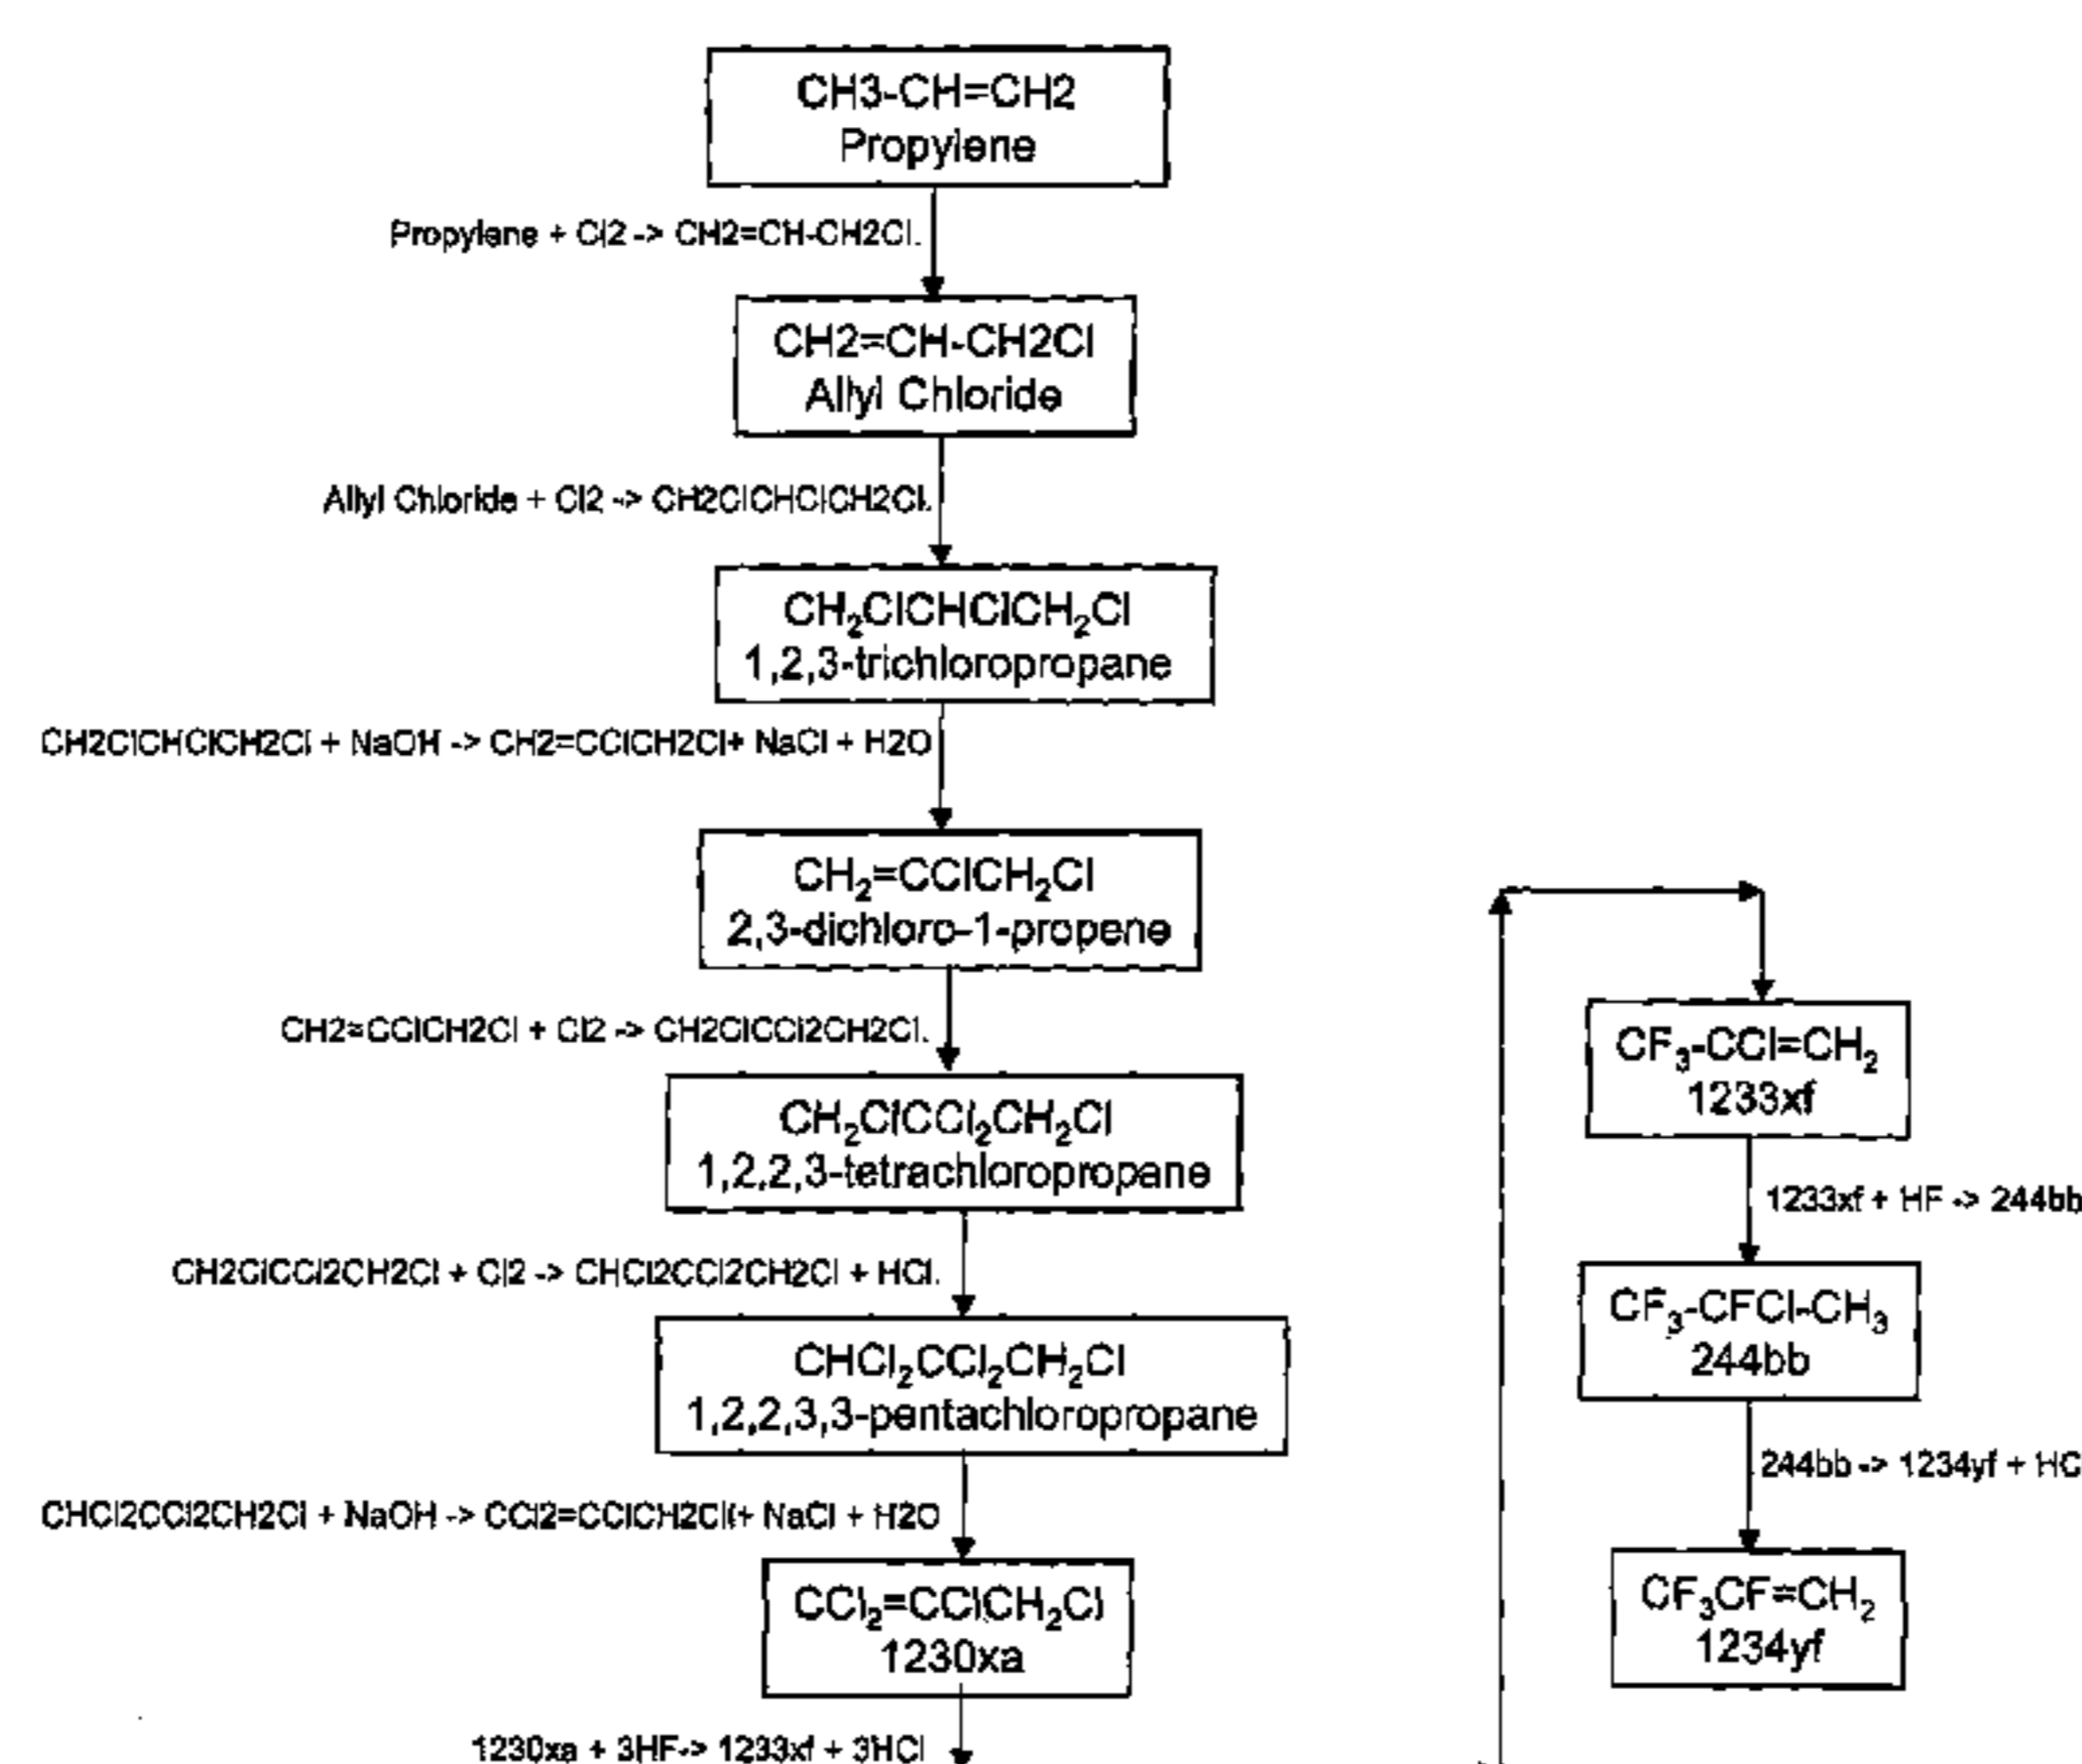 CH3-CH=CH2
Propylene
Propylene + Cl2 -> CH2=CH-CH2Cl.
CH2=CH-CH2Cl
Allyl Chloride
Allyl Chloride + Cl2 -> CH2ClCHClCH2Cl.
CH₂ClCHClCH₂Cl
1,2,3-trichloropropane
CH2ClCHClCH2Cl + NaOH -> CH2=CClCH2Cl+ NaCl + H2O
CH₂=CClCH₂Cl
2,3-dichloro-1-propene
CH2=CClCH2Cl + Cl2 -> CH2ClCCl2CH2Cl.
CH₂ClCCl₂CH₂Cl
1,2,2,3-tetrachloropropane
CH2ClCCl2CH2Cl + Cl2 -> CHCl2CCl2CH2Cl + HCl.
CHCl₂CCl₂CH₂Cl
1,2,2,3,3-pentachloropropane
CHCl2CCl2CH2Cl + NaOH -> CCl2=CClCH2Cl(+ NaCl + H2O
CCl₂=CClCH₂Cl
1230xa
1230xa + 3HF-> 1233xf + 3HCl
CF₃-CCl=CH₂
1233xf
1233xf + HF -> 244bb
CF₃-CFCl-CH₃
244bb
244bb -> 1234yf + HC
CF₃CF=CH₂
1234yf